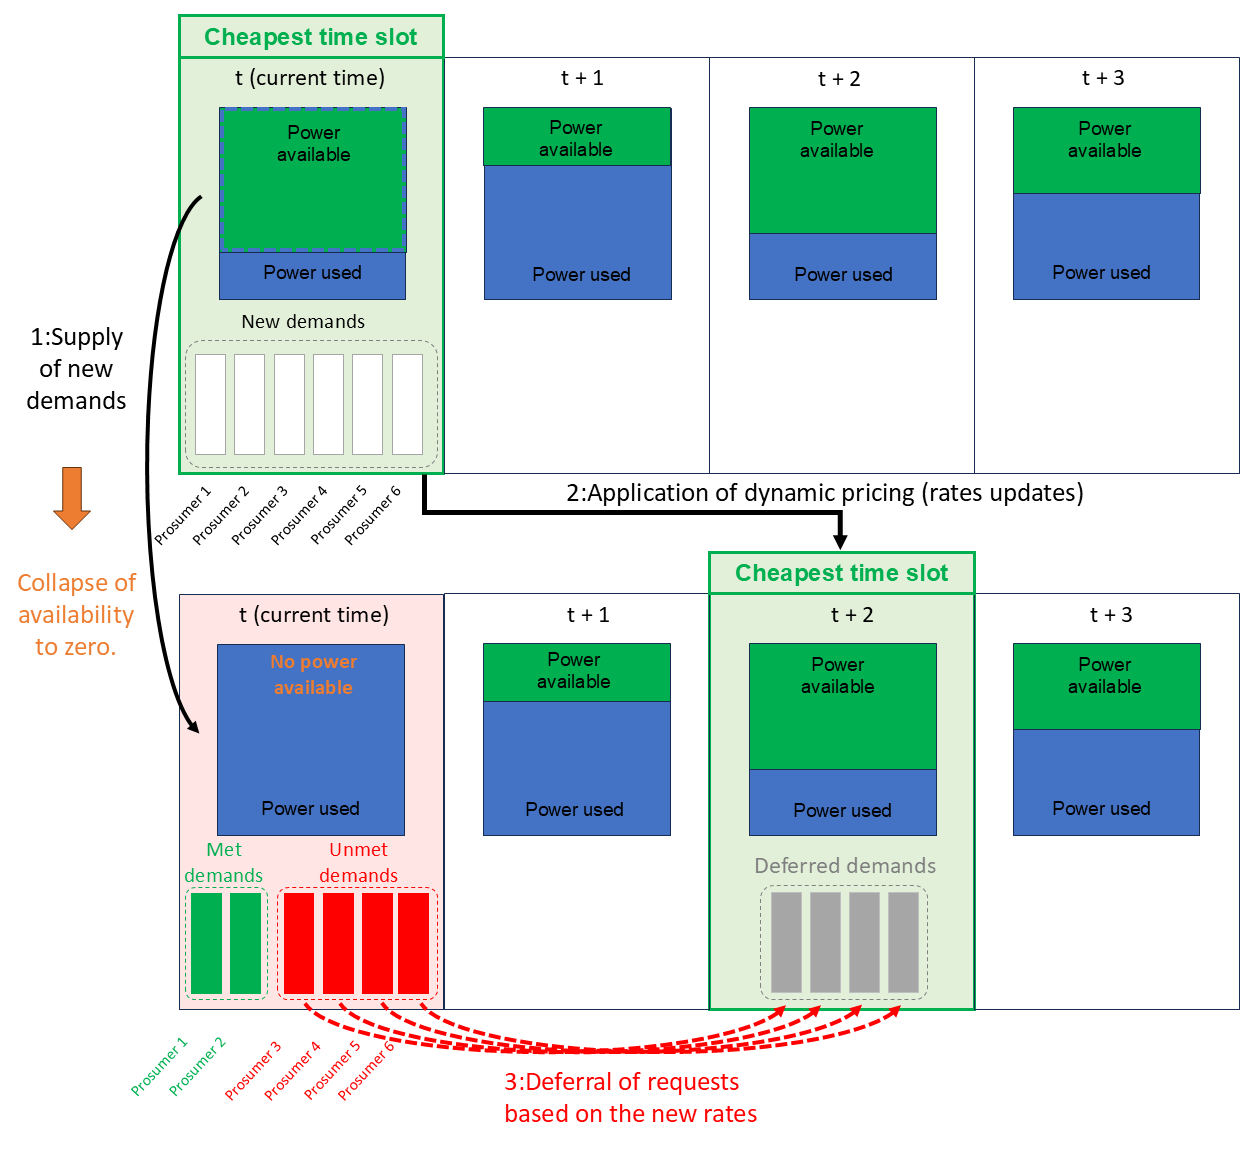 Cheapest time slot
t (current time)
t + 1
t + 2
t + 3
Power
available
Power used
Power
available
Power used
Power
available
Power used
Power
available
Power used
New demands
1:Supply
of new
demands
Prosumer 1
Prosumer 2
Prosumer 3
Prosumer 4
Prosumer 5
Prosumer 6
2:Application of dynamic pricing (rates updates)
Collapse of
availability
to zero.
Cheapest time slot
t (current time)
t + 1
t + 2
t + 3
No power
available
Power used
Power
available
Power used
Power
available
Power used
Power
available
Power used
Met
demands
Unmet
demands
Deferred demands
Prosumer 1
Prosumer 2
Prosumer 3
Prosumer 4
Prosumer 5
Prosumer 6
3:Deferral of requests
based on the new rates